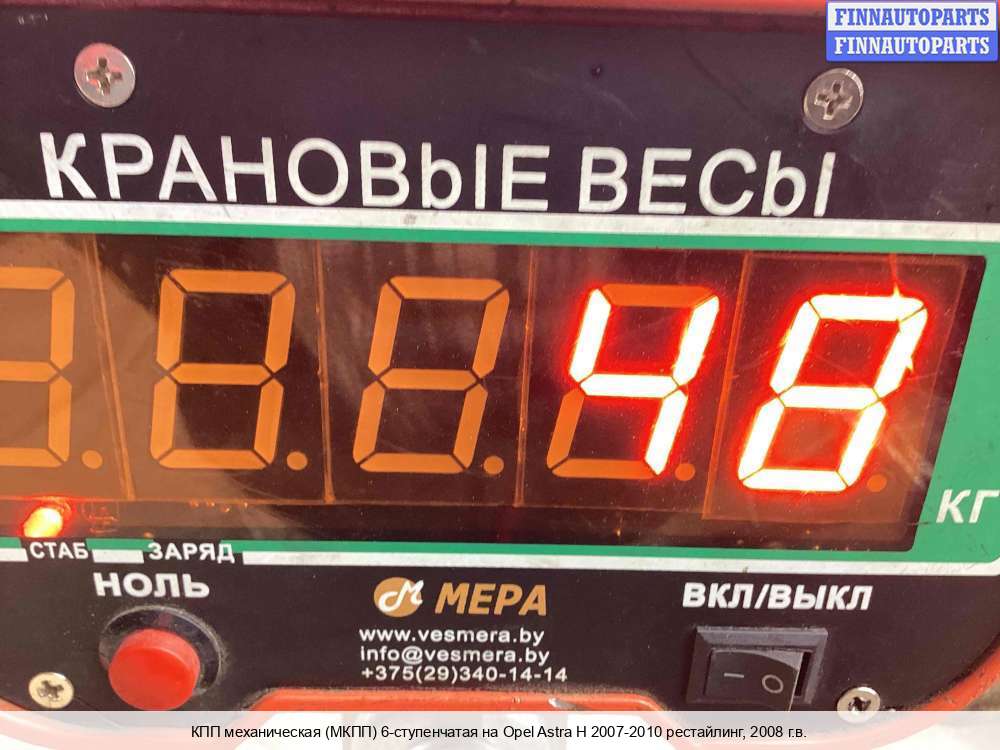 FINNAUTOPARTS
FINNAUTOPARTS
КРАНОВЫЕ ВЕСЫ
48
КГ
СТАБ ЗАРЯД
НОЛЬ
МЕРА
ВКЛ/ВЫКЛ
www.vesmera.by
info@vesmera.by
+375(29)340-14-14
КПП механическая (МКПП) 6-ступенчатая на Opel Astra H 2007-2010 рестайлинг, 2008 г.в.